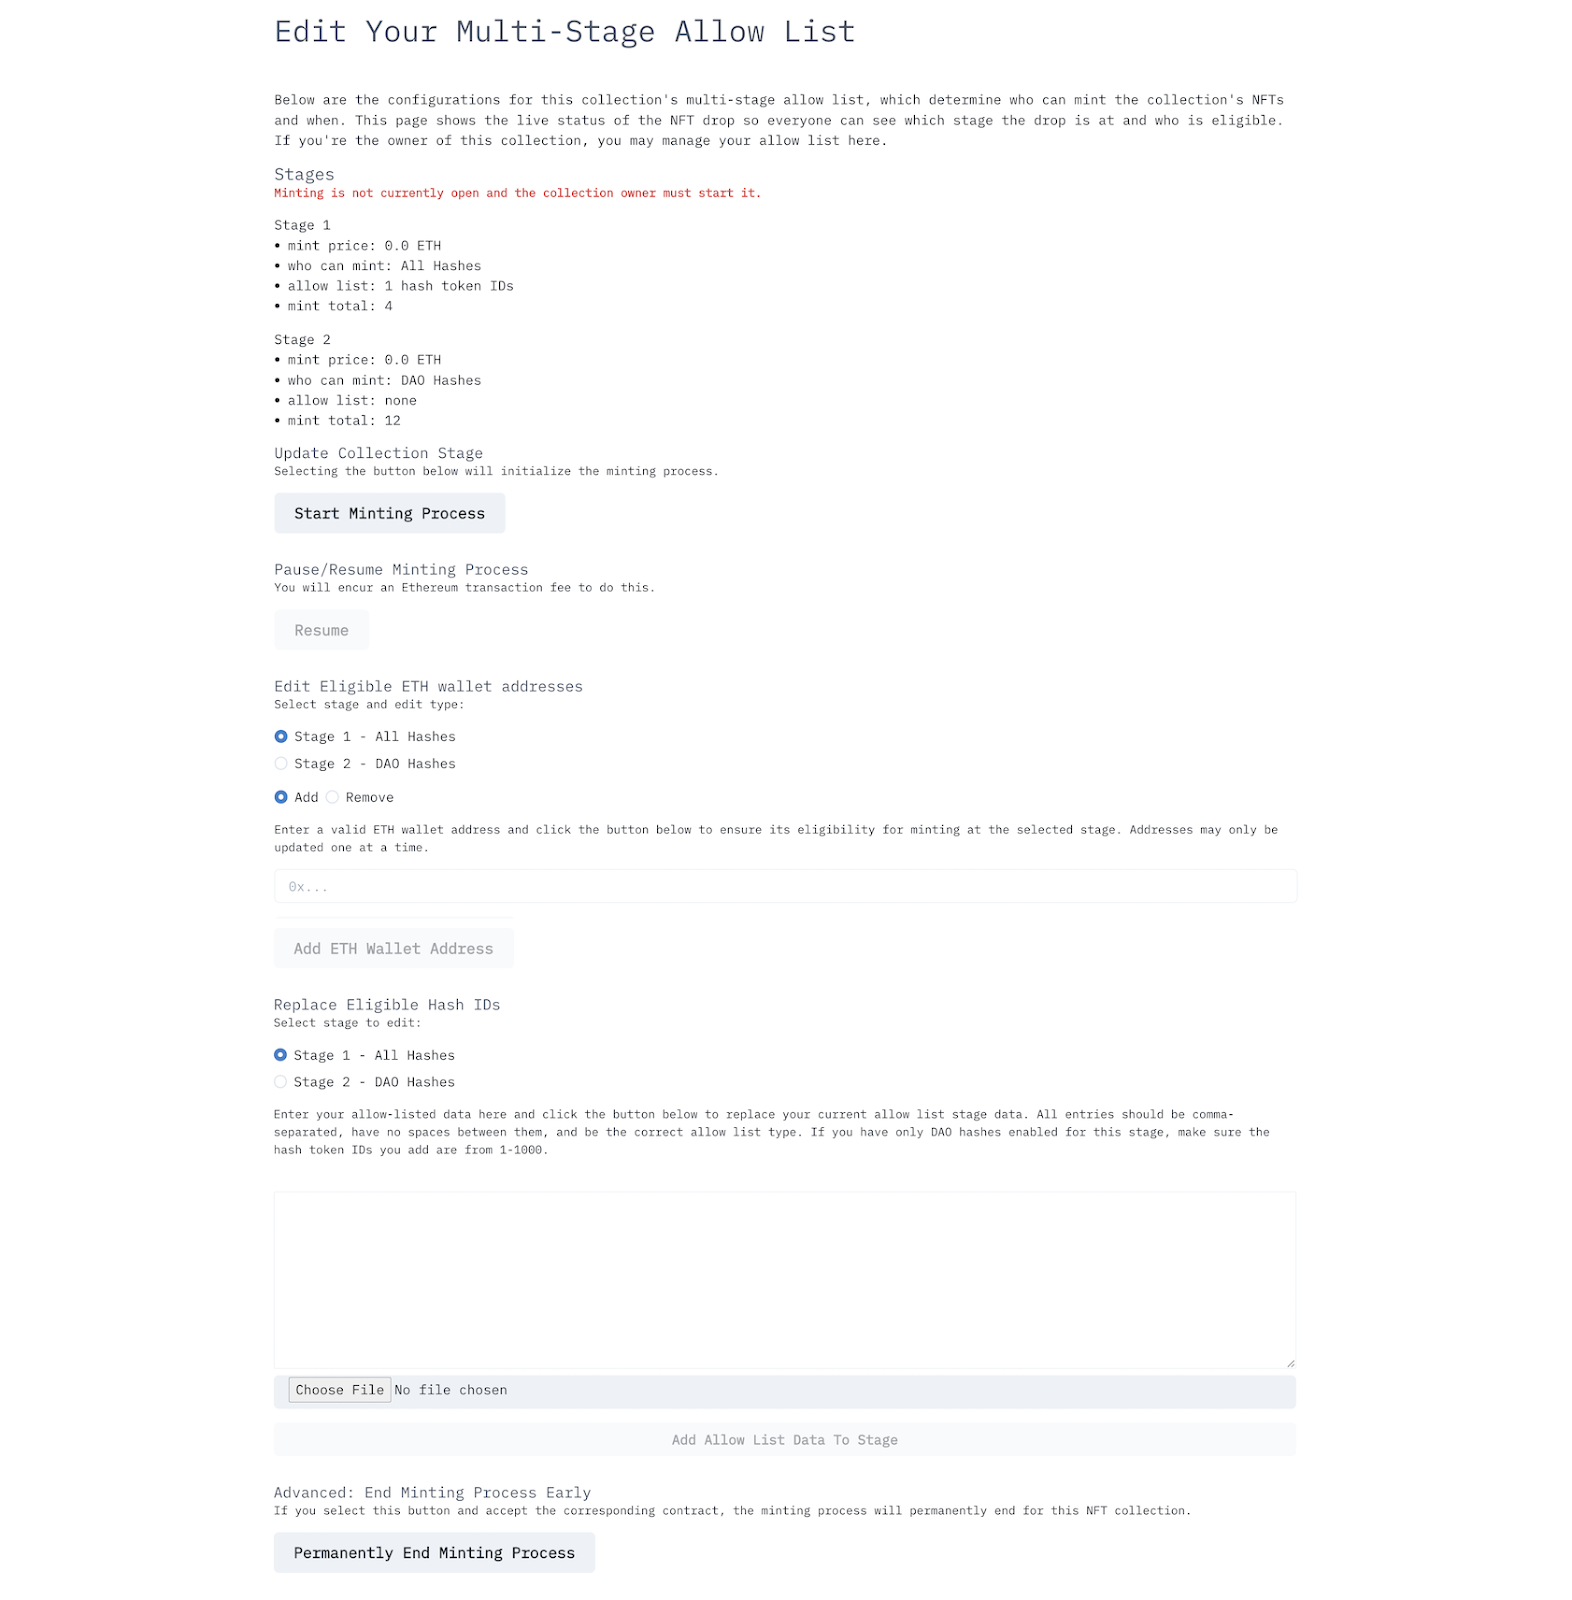 Edit Your Multi-Stage Allow List
Below are the configurations for this collection's multi-stage allow list, which determine who can mint the collection's NFTs
and when. This page shows the live status of the NFT drop so everyone can see which stage the drop is at and who is eligible.
If you're the owner of this collection, you may manage your allow list here.
Stages
Minting is not currently open and the collection owner must start it.
Stage 1
• mint price: 0.0 ETH
• who can mint: All Hashes
• allow list: 1 hash token IDs
• mint total: 4
Stage 2
• mint price: 0.0 ETH
• who can mint: DAO Hashes
• allow list: none
• mint total: 12
Update Collection Stage
Selecting the button below will initialize the minting process.
Start Minting Process
Pause/Resume Minting Process
You will encur an Ethereum transaction fee to do this.
Resume
Edit Eligible ETH wallet addresses
Select stage and edit type:
Stage 1 - All Hashes
Stage 2 - DAO Hashes
Add Remove
Enter a valid ETH wallet address and click the button below to ensure its eligibility for minting at the selected stage. Addresses may only be
updated one at a time.
0x...
Add ETH Wallet Address
Replace Eligible Hash IDs
Select stage to edit:
Stage 1 - All Hashes
Stage 2 - DAO Hashes
Enter your allow-listed data here and click the button below to replace your current allow list stage data. All entries should be comma-
separated, have no spaces between them, and be the correct allow list type. If you have only DAO hashes enabled for this stage, make sure the
hash token IDs you add are from 1-1000.
Choose File No file chosen
Add Allow List Data To Stage
Advanced: End Minting Process Early
If you select this button and accept the corresponding contract, the minting process will permanently end for this NFT collection.
Permanently End Minting Process